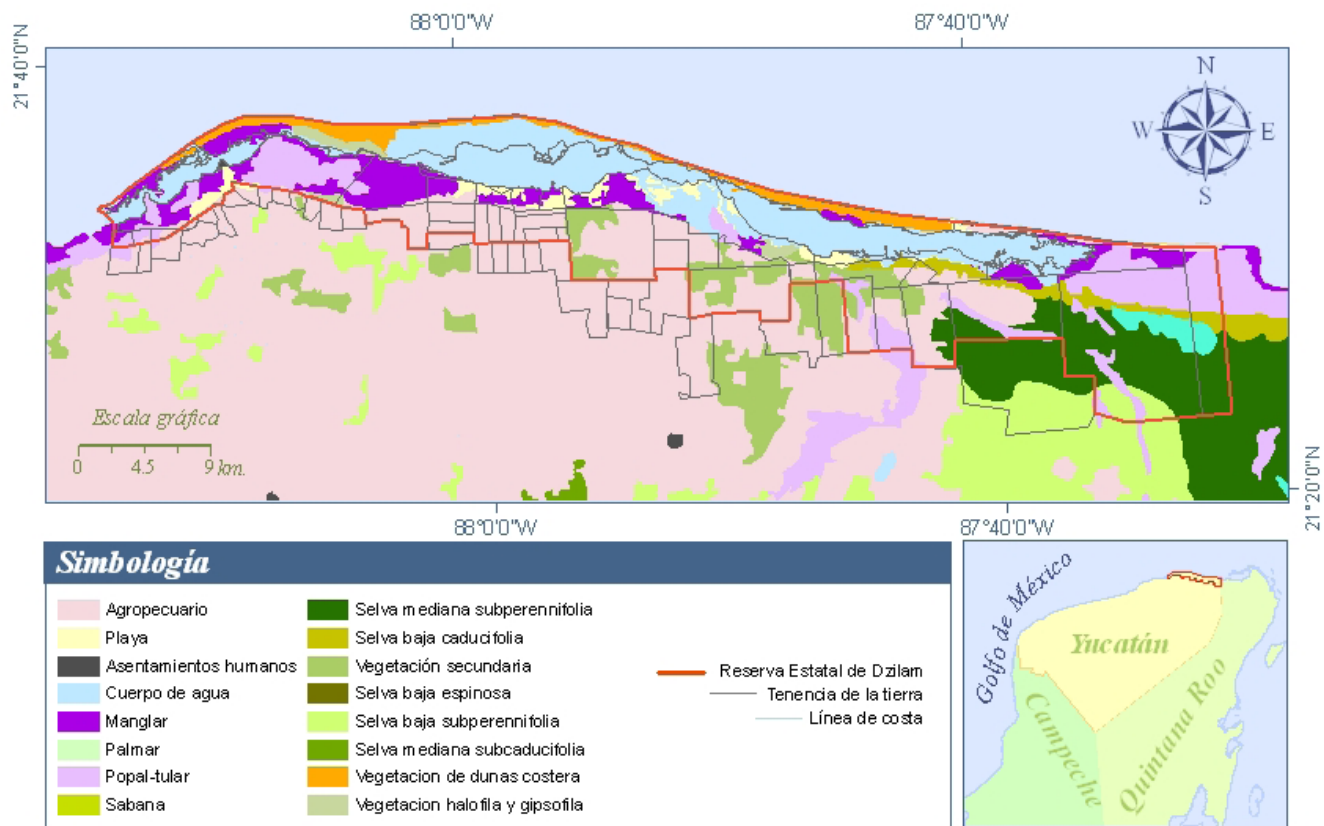 88°0'0"W 87°40'0"W
21°40'0"N
N
W E
S
Escala gráfica
0 4.5 9 km.
21°20'0"N
88°0'0"W 87°40'0"W
Simbología
Agropecuario
Playa
Asentamientos humanos
Cuerpo de agua
Manglar
Palmar
Popal-tular
Sabana
Selva mediana subperennifolia
Selva baja caducifolia
Vegetación secundaria
Selva baja espinosa
Selva baja subperennifolia
Selva mediana subcaducifolia
Vegetacion de dunas costera
Vegetacion halofila y gipsofila
Reserva Estatal de Dzilam
Tenencia de la tierra
Línea de costa
Golfo de México
Yucatán
Campeche
Quintana Roo